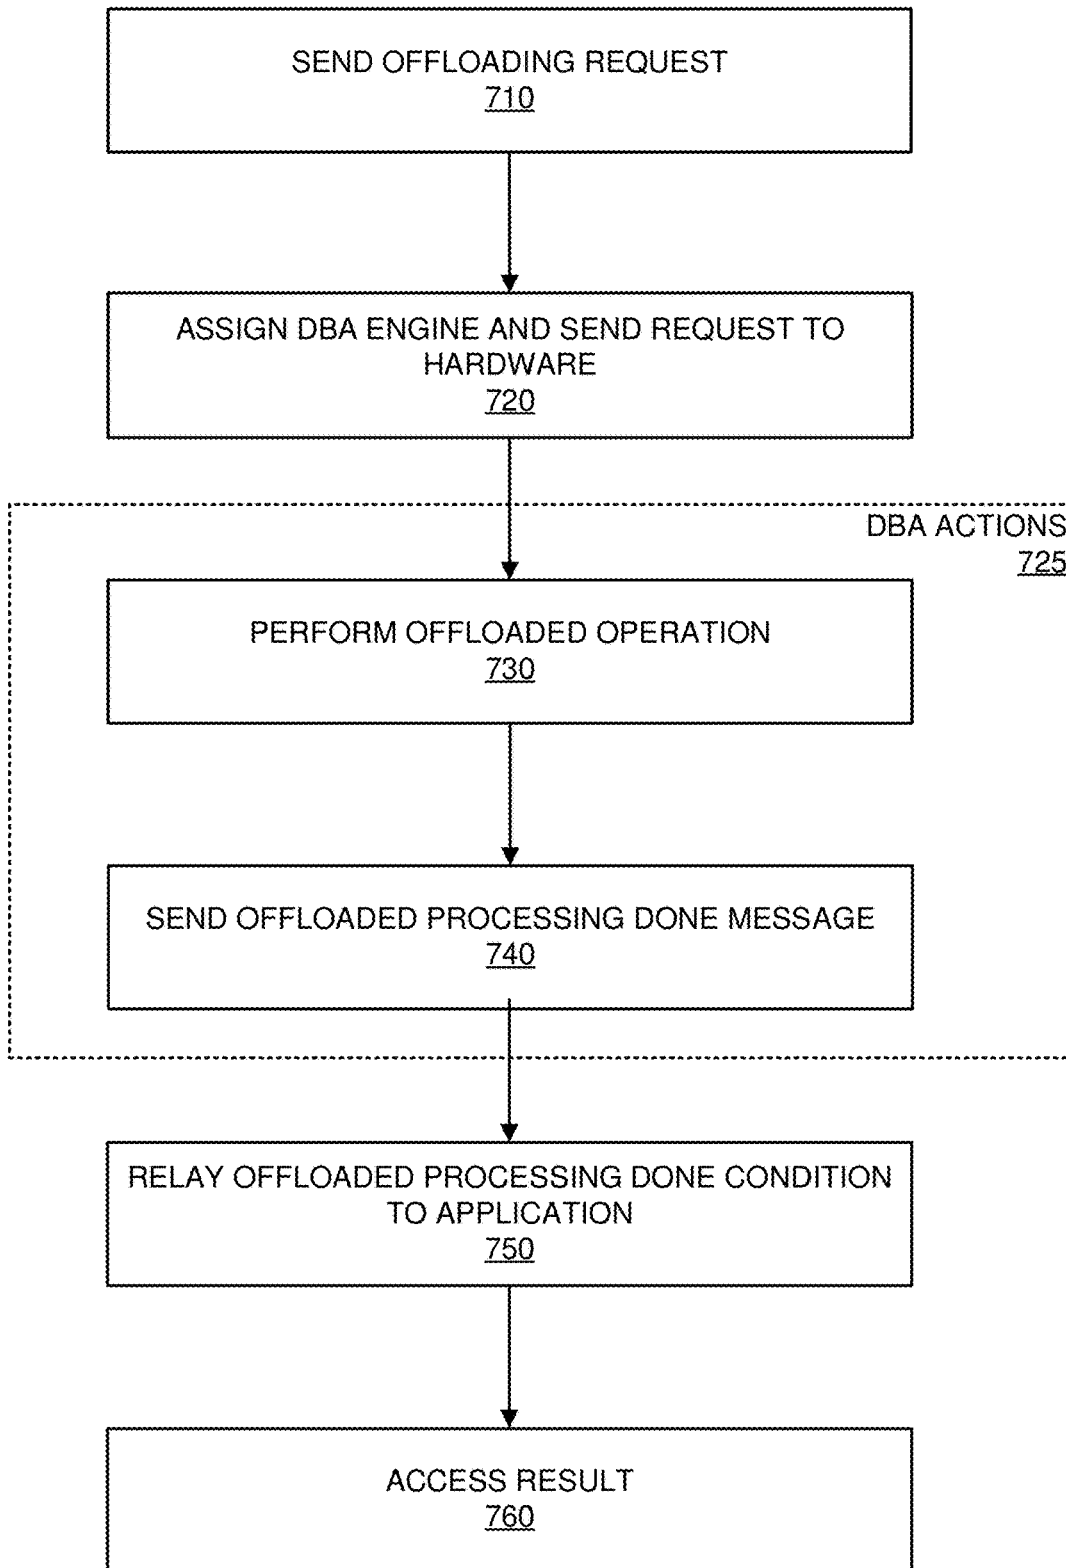 SEND OFFLOADING REQUEST
710
ASSIGN DBA ENGINE AND SEND REQUEST TO
HARDWARE
720
DBA ACTIONS
725
PERFORM OFFLOADED OPERATION
730
SEND OFFLOADED PROCESSING DONE MESSAGE
740
RELAY OFFLOADED PROCESSING DONE CONDITION
TO APPLICATION
750
ACCESS RESULT
760